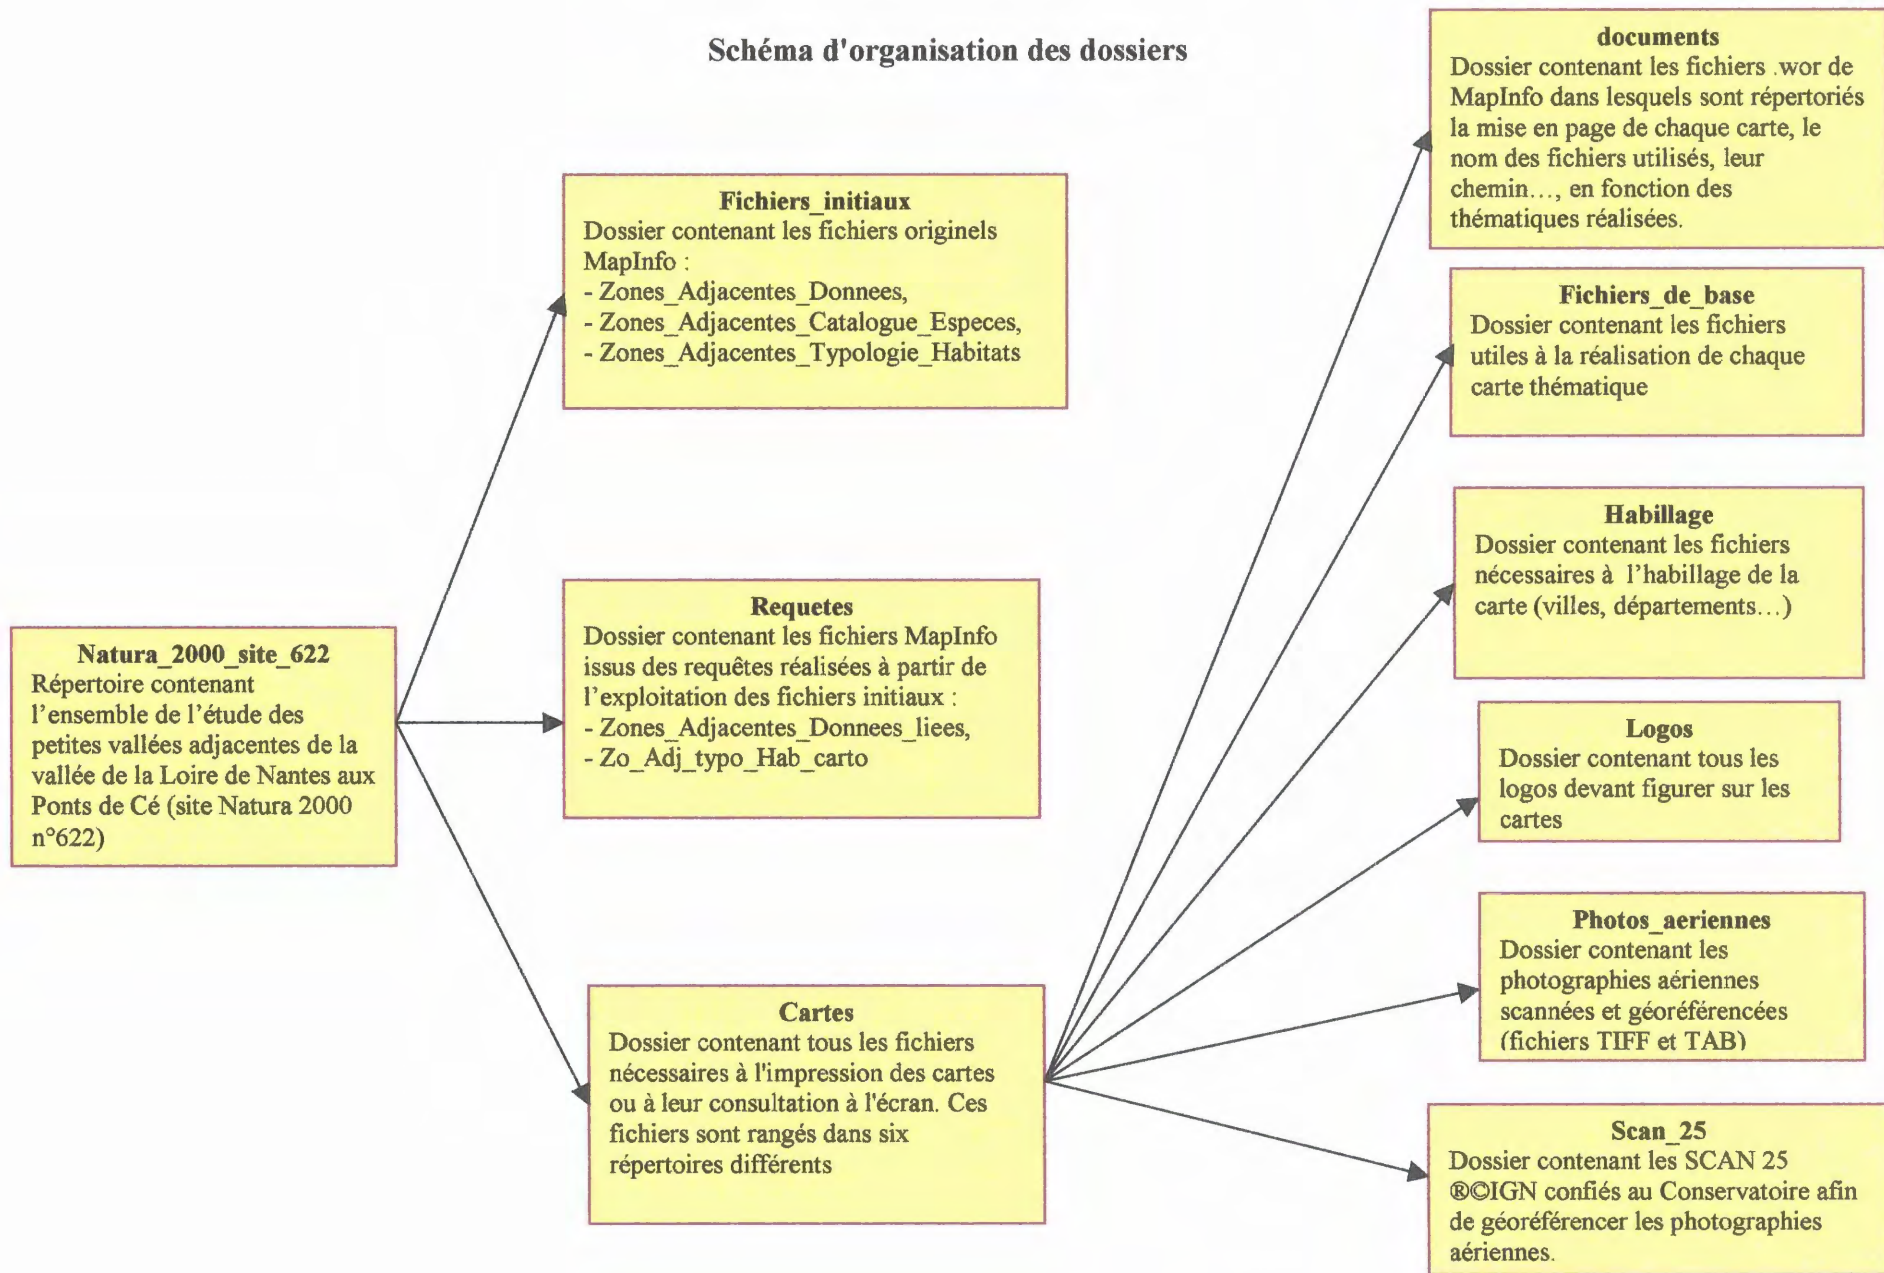 Schéma d'organisation des dossiers
Natura_2000_site_622
Répertoire contenant
l'ensemble de l'étude des
petites vallées adjacentes de la
vallée de la Loire de Nantes aux
Ponts de Cé (site Natura 2000
n°622)
Fichiers_initiaux
Dossier contenant les fichiers originels
MapInfo :
- Zones_Adjacentes_Donnees,
- Zones_Adjacentes_Catalogue_Especes,
- Zones_Adjacentes_Typologie_Habitats
Requetes
Dossier contenant les fichiers MapInfo
issus des requêtes réalisées à partir de
l'exploitation des fichiers initiaux :
- Zones_Adjacentes_Donnees_liees,
- Zo_Adj_typo_Hab_carto
Cartes
Dossier contenant tous les fichiers
nécessaires à l'impression des cartes
ou à leur consultation à l'écran. Ces
fichiers sont rangés dans six
répertoires différents
documents
Dossier contenant les fichiers .wor de
MapInfo dans lesquels sont répertoriés
la mise en page de chaque carte, le
nom des fichiers utilisés, leur
chemin…, en fonction des
thématiques réalisées.
Fichiers_de_base
Dossier contenant les fichiers
utiles à la réalisation de chaque
carte thématique
Habillage
Dossier contenant les fichiers
nécessaires à l'habillage de la
carte (villes, départements…)
Logos
Dossier contenant tous les
logos devant figurer sur les
cartes
Photos_aeriennes
Dossier contenant les
photographies aériennes
scannées et géoréférencées
(fichiers TIFF et TAB)
Scan_25
Dossier contenant les SCAN 25
®©IGN confiés au Conservatoire afin
de géoréférencer les photographies
aériennes.